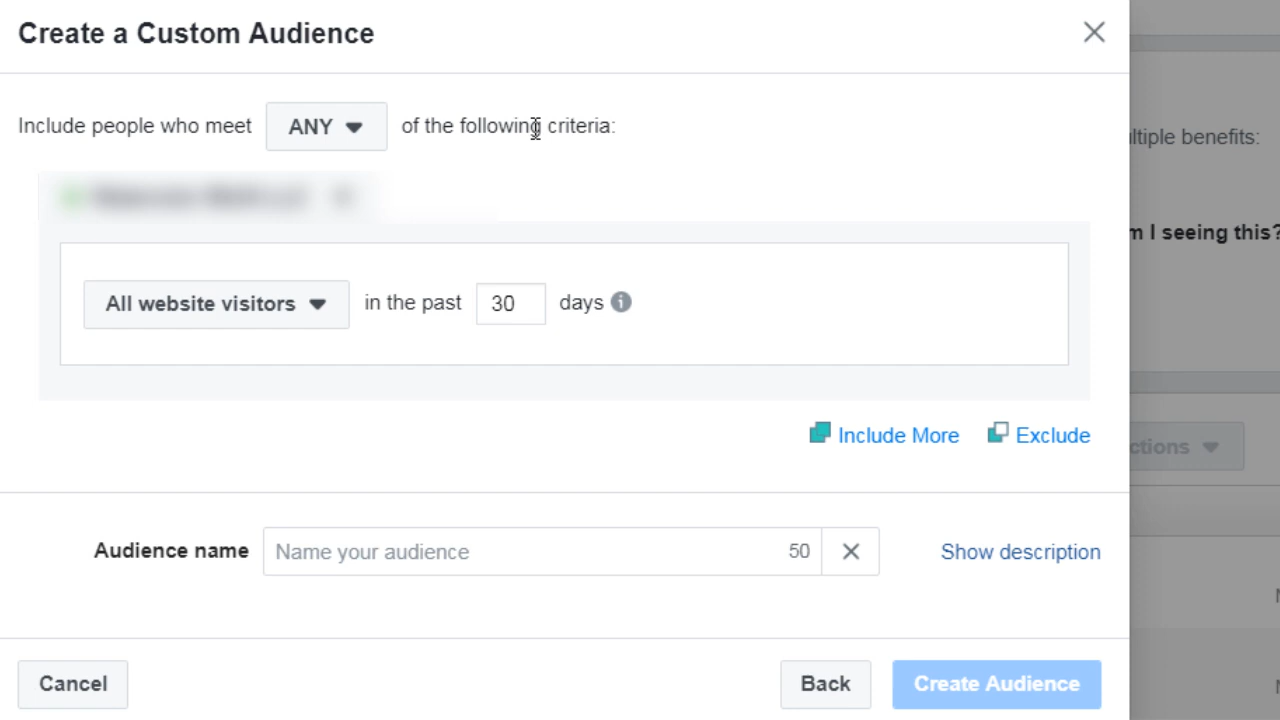 Create a Custom Audience
Include people who meet ANY of the following criteria:
All website visitors in the past 30 days
Include More Exclude
Audience name Name your audience 50 Show description
Cancel Back Create Audience
ltiple benefits:
m I seeing this?
ctions